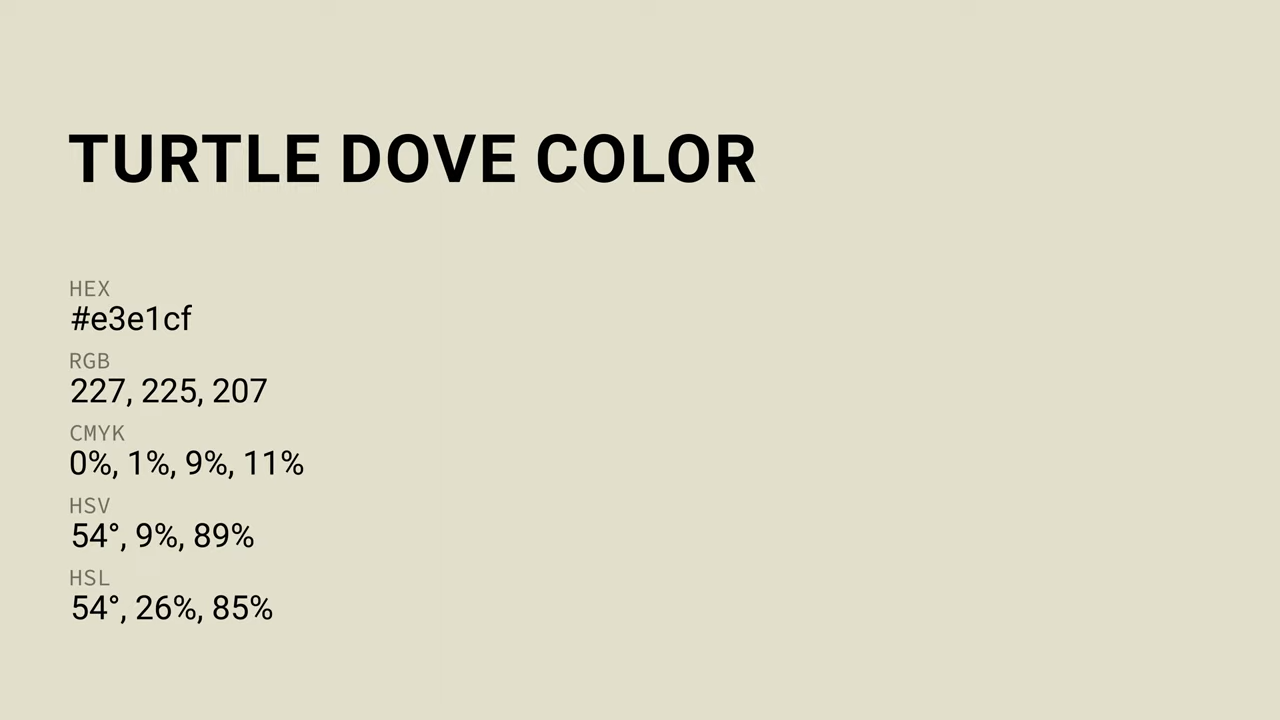 TURTLE DOVE COLOR
HEX
#e3e1cf
RGB
227, 225, 207
CMYK
0%, 1%, 9%, 11%
HSV
54°, 9%, 89%
HSL
54°, 26%, 85%